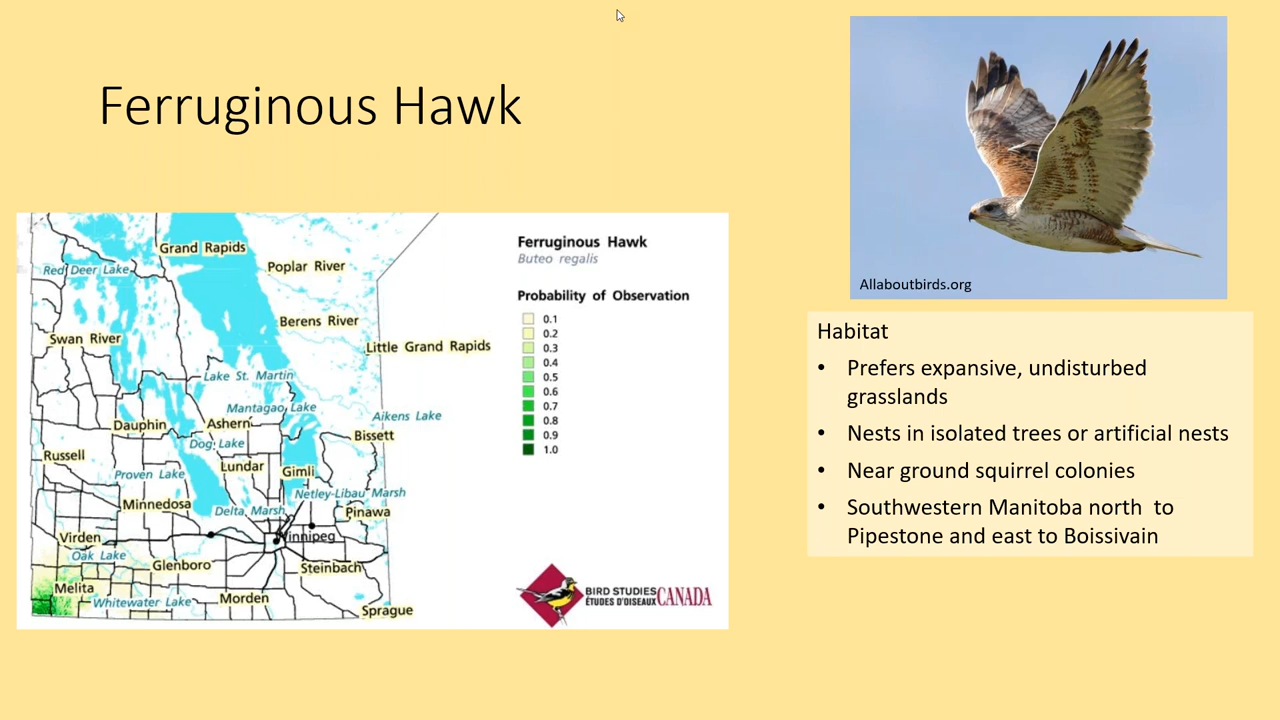 Ferruginous Hawk
Allaboutbirds.org
Grand Rapids
Red Deer Lake
Poplar River
Berens River
Swan River
Little Grand Rapids
Lake St. Martin
Mantagao Lake
Aikens Lake
Dauphin
Ashern
Bissett
Dog Lake
Russell
Lundar
Gimli
Proven Lake
Netley-Libau Marsh
Minnedosa
Delta Marsh
Pinawa
Winnipeg
Virden
Oak Lake
Glenboro
Steinbach
Melita
Whitewater Lake
Morden
Sprague
Ferruginous Hawk
Buteo regalis
Probability of Observation
0.1
0.2
0.3
0.4
0.5
0.6
0.7
0.8
0.9
1.0
BIRD STUDIES
ÉTUDES D'OISEAUX CANADA
Habitat
• Prefers expansive, undisturbed
grasslands
• Nests in isolated trees or artificial nests
• Near ground squirrel colonies
• Southwestern Manitoba north to
Pipestone and east to Boissivain